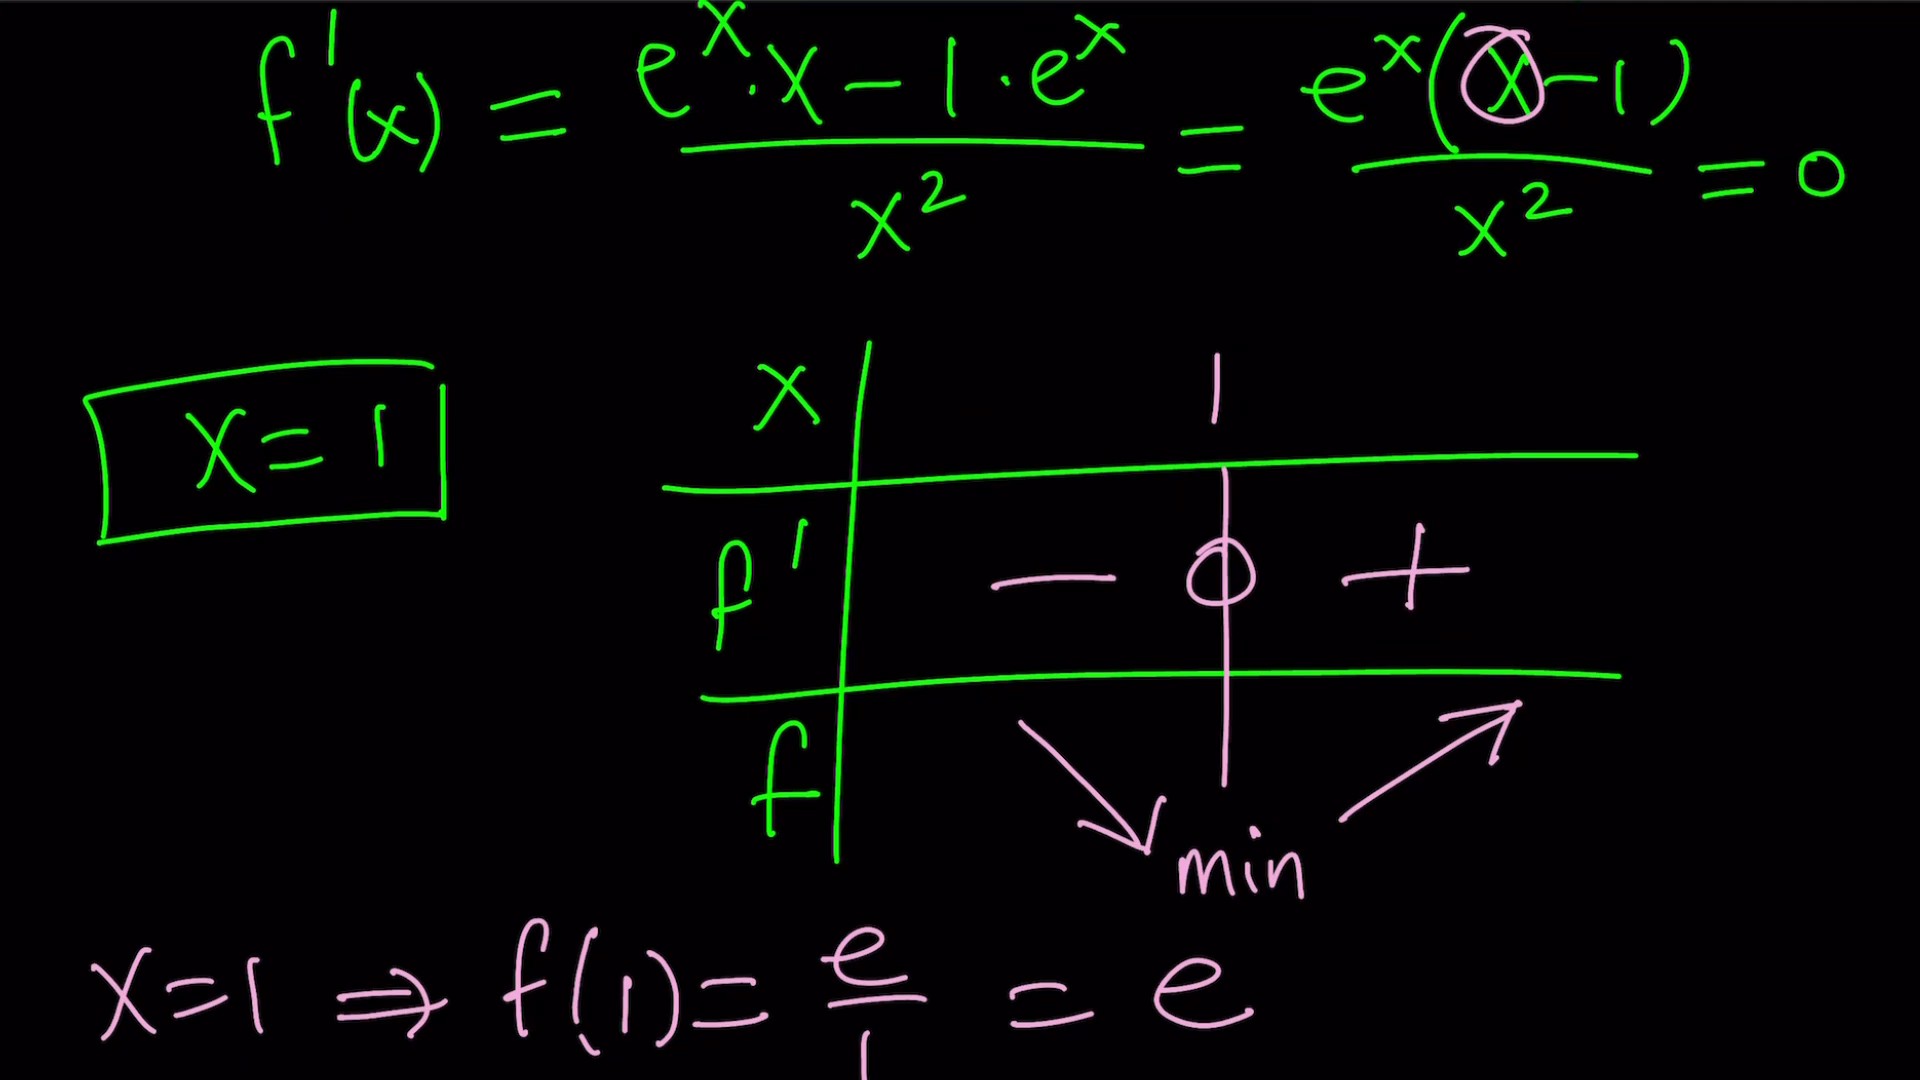 f'(x) = (e^x · x − 1 · e^x)/x² = e^x(x − 1)/x² = 0
x = 1
x | 1
f' | − 0 +
f | ↘ min ↗
x = 1 ⇒ f(1) = e/1 = e